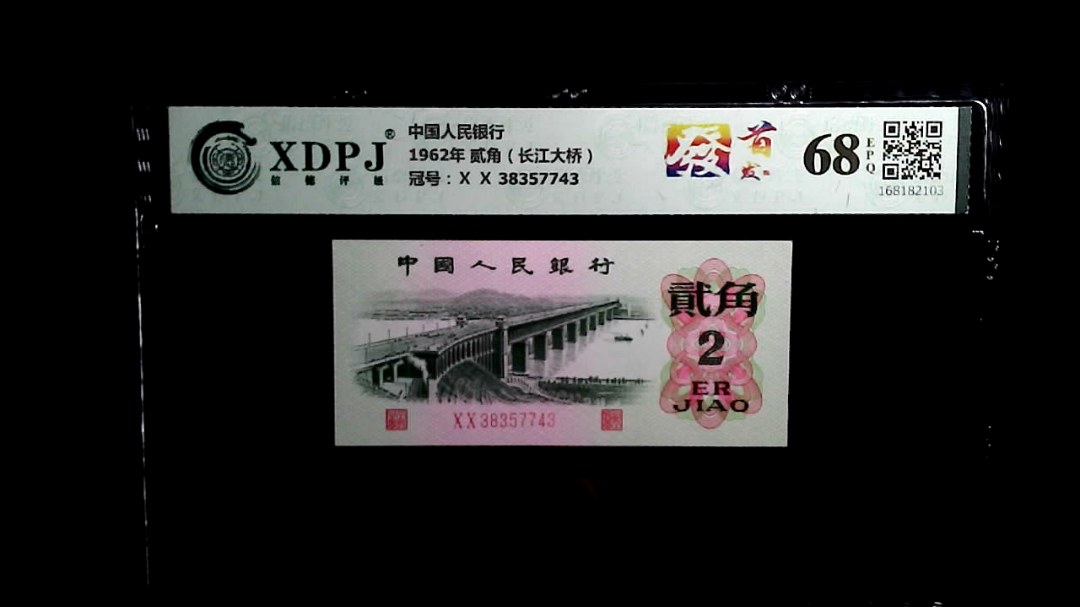 XDPJ®
信德评级
中国人民银行
1962年 贰角（长江大桥）
冠号：X X 38357743
發
首发
68
EPQ
168182103
中國人民銀行
貳角
2
ER
JIAO
XX38357743